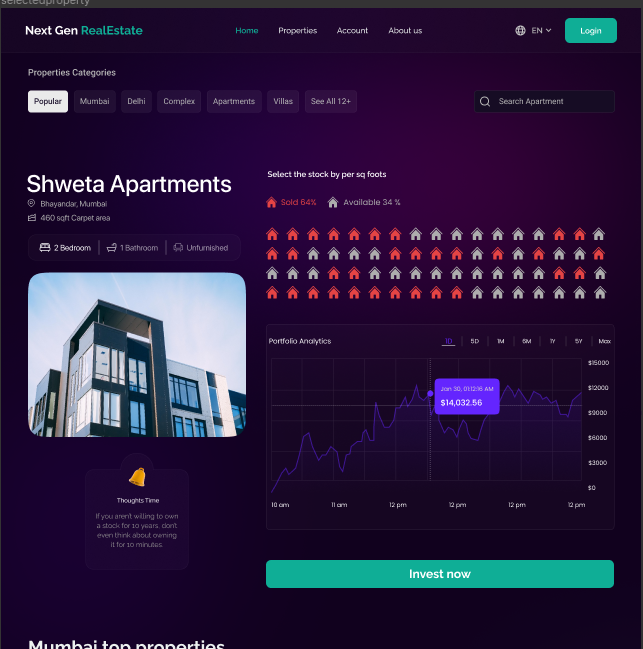 selectedproperty
Next Gen RealEstate
Home Properties Account About us
EN
Login
Properties Categories
Popular Mumbai Delhi Complex Apartments Villas See All 12+
Search Apartment
Shweta Apartments
Bhayandar, Mumbai
460 sqft Carpet area
2 Bedroom 1 Bathroom Unfurnished
Thoughts Time
If you aren't willing to own
a stock for 10 years, don't
even think about owning
it for 10 minutes.
Select the stock by per sq foots
Sold 64% Available 34 %
Portfolio Analytics
1D 5D 1M 6M 1Y 5Y Max
$15000
$12000
$9000
$6000
$3000
$0
Jan 30, 01:12:16 AM
$14,032.56
10 am 11 am 12 pm 12 pm 12 pm 12 pm
Invest now
Mumbai top properties